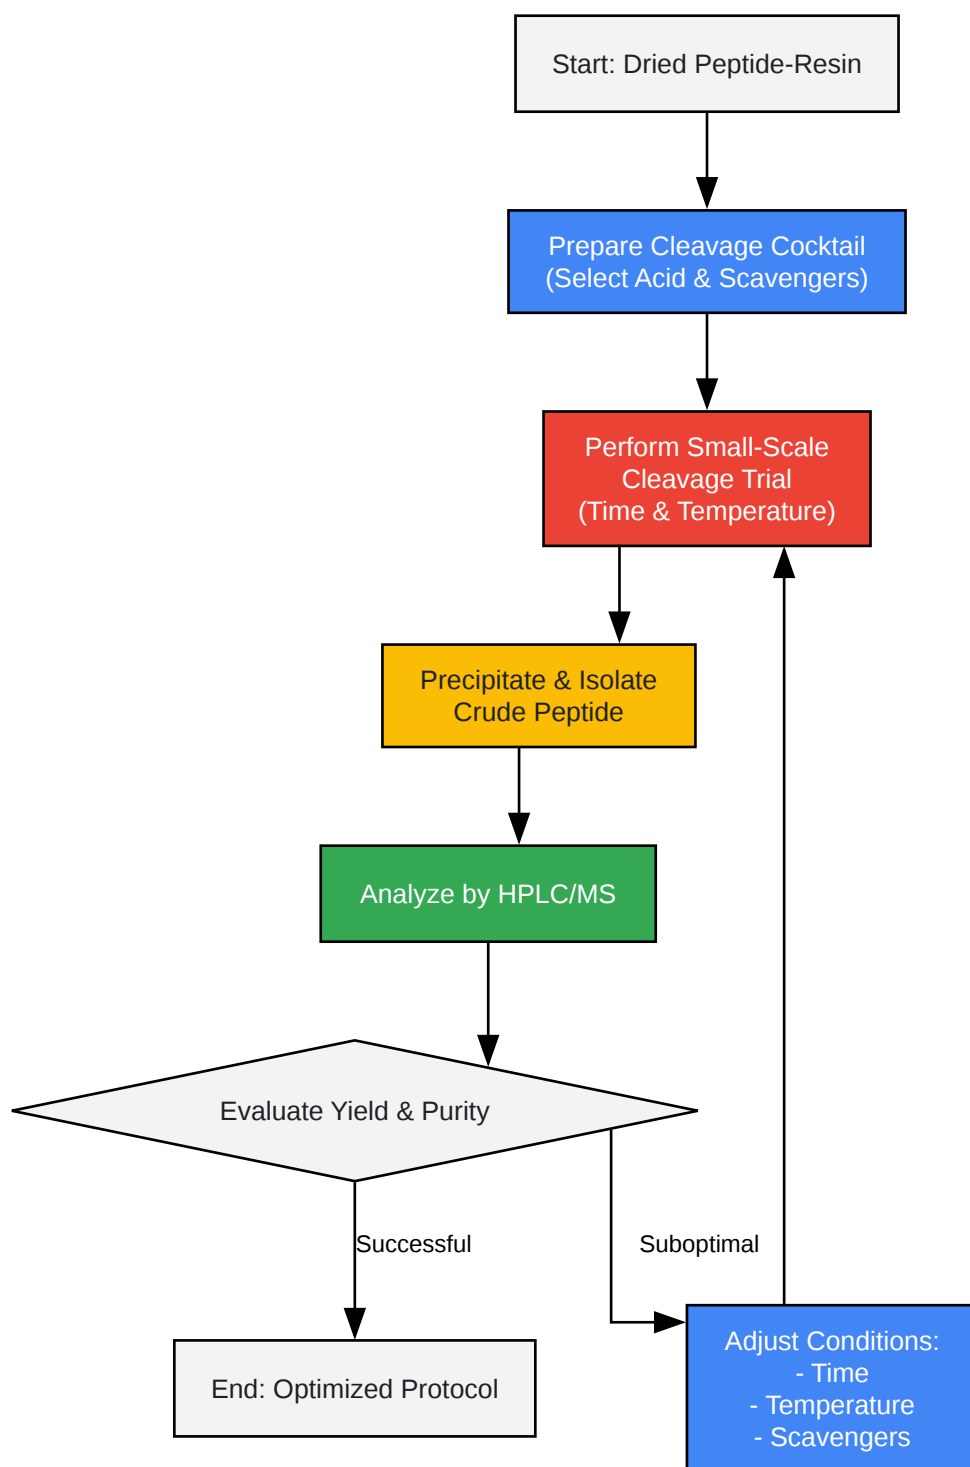 Start: Dried Peptide-Resin
Prepare Cleavage Cocktail
(Select Acid & Scavengers)
Perform Small-Scale
Cleavage Trial
(Time & Temperature)
Precipitate & Isolate
Crude Peptide
Analyze by HPLC/MS
Evaluate Yield & Purity
Successful
Suboptimal
End: Optimized Protocol
Adjust Conditions:
- Time
- Temperature
- Scavengers